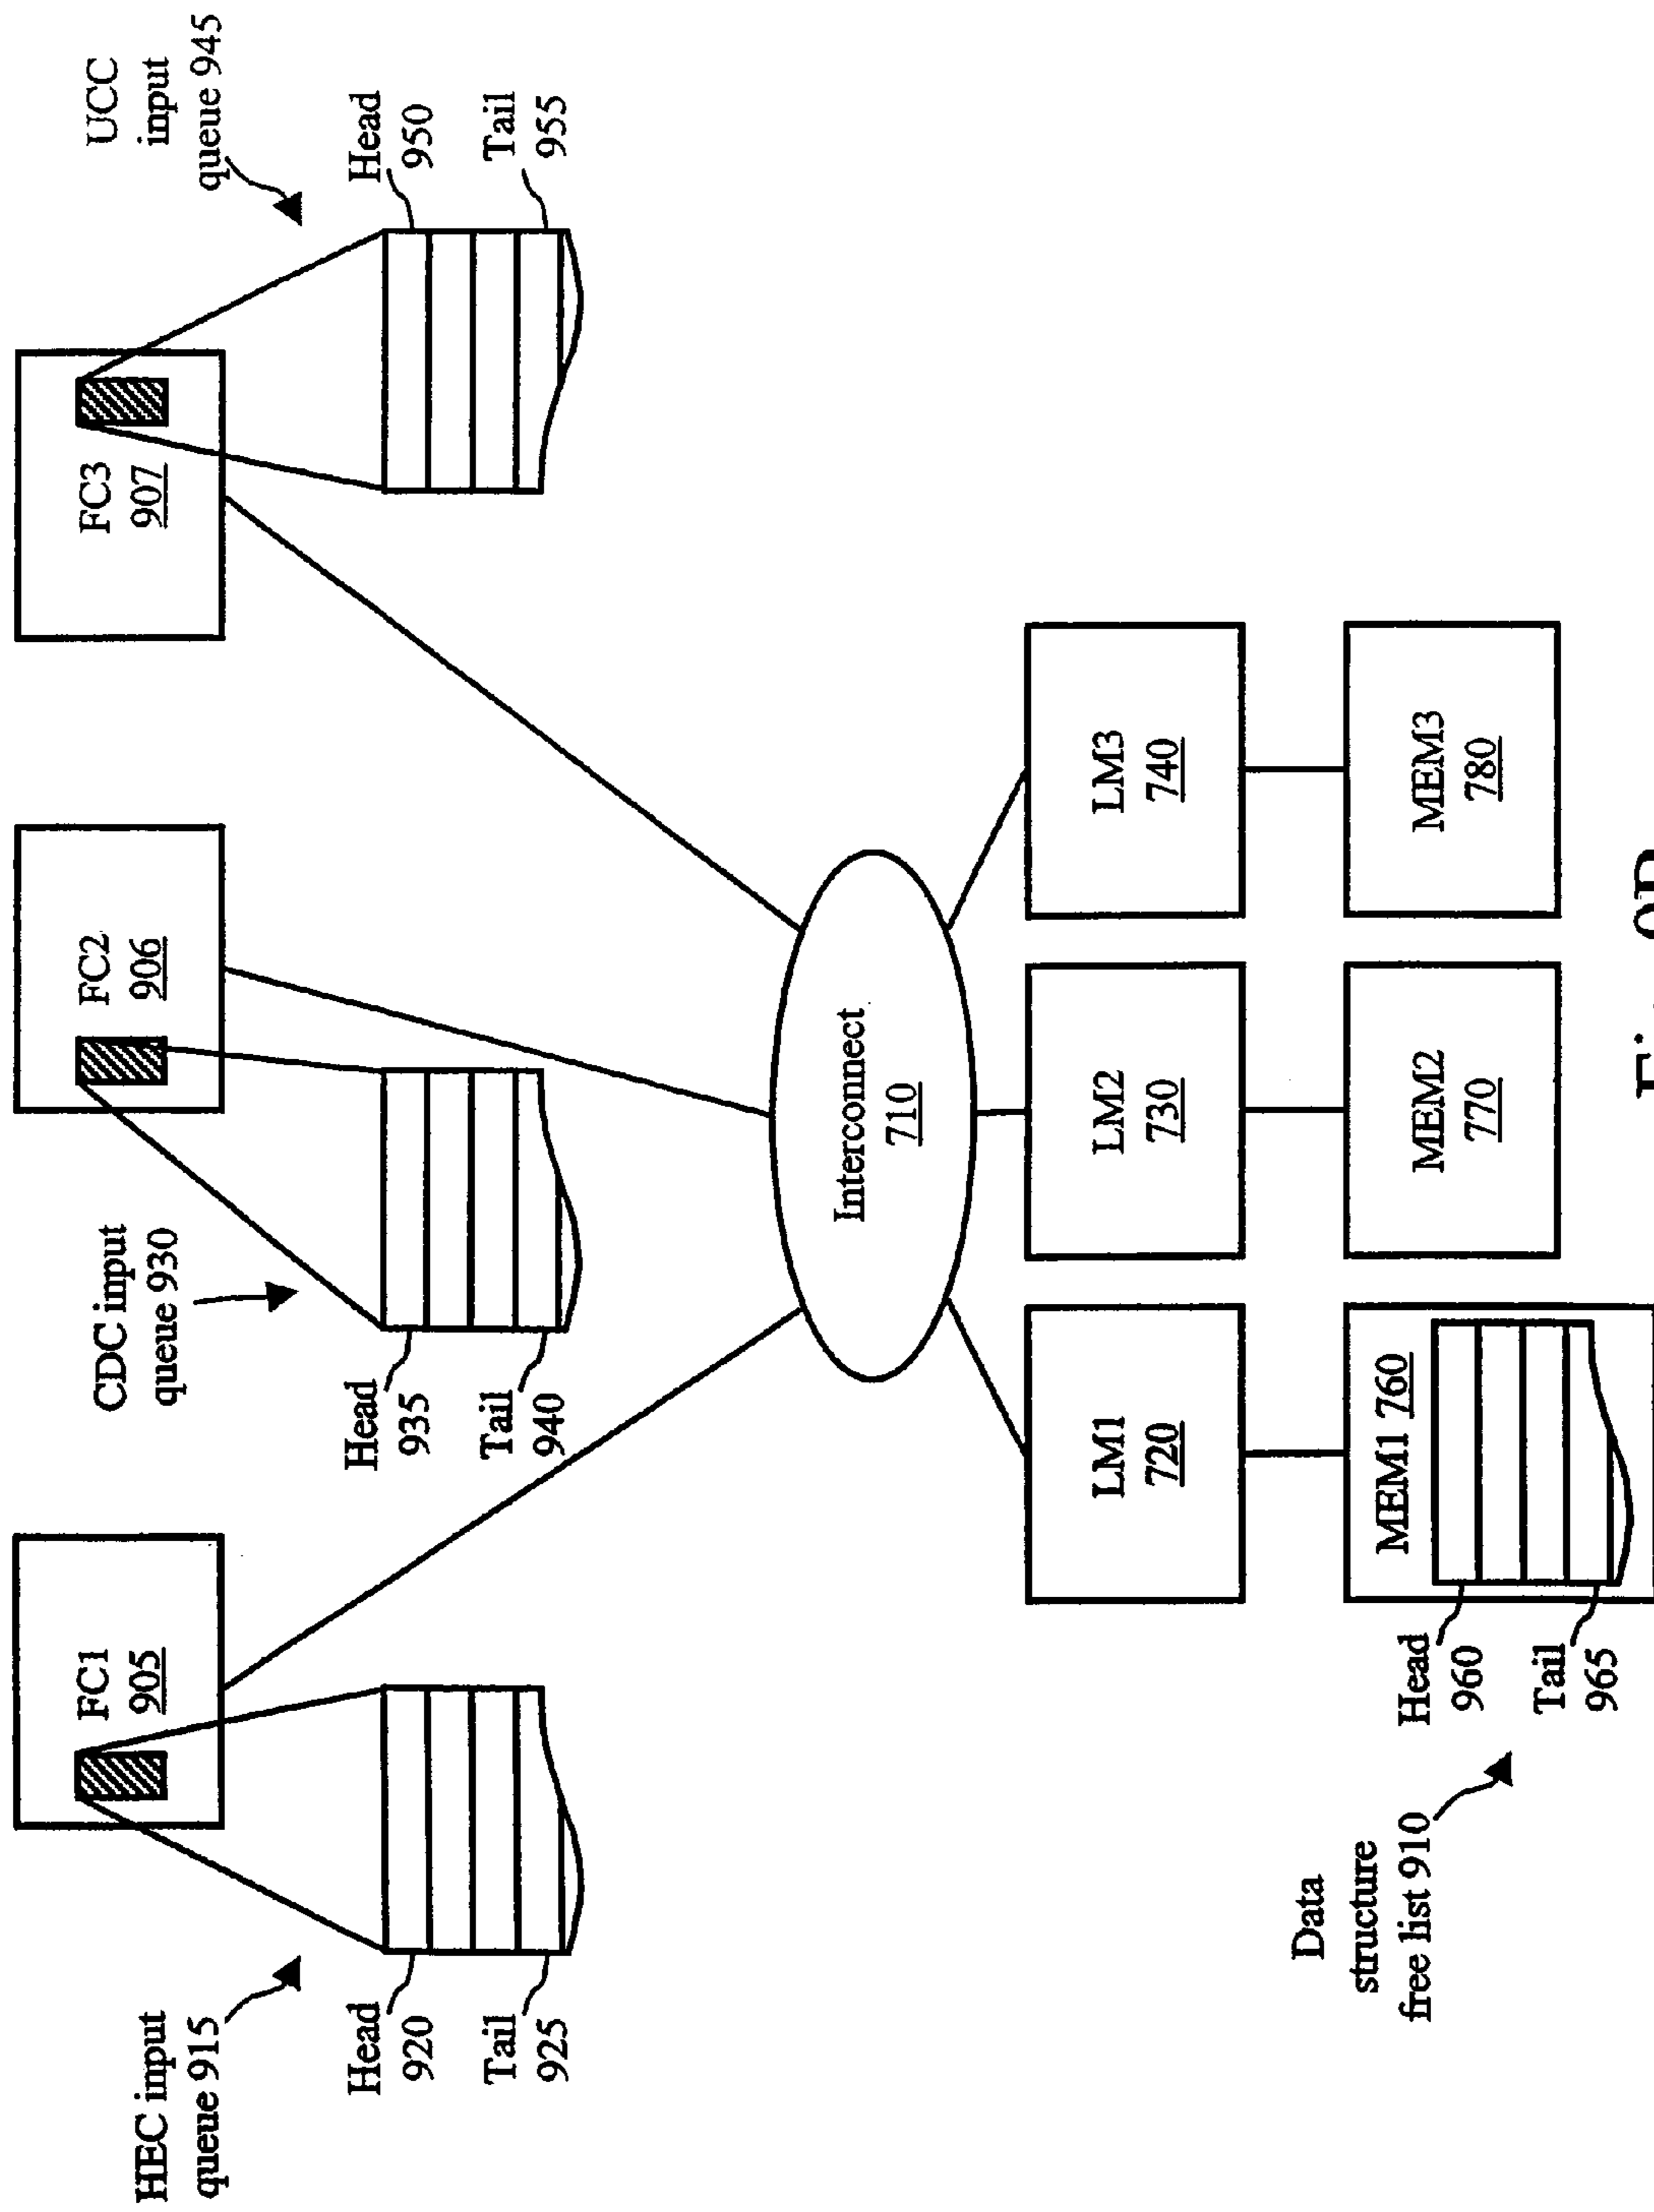 HEC input
queue 915
FC1
905
Head
920
Tail
925
CDC input
queue 930
FC2
906
Head
935
Tail
940
UCC
input
queue 945
FC3
907
Head
950
Tail
955
Interconnect
710
LM1
720
LM2
730
LM3
740
Data
structure
free list 910
Head
960
Tail
965
MEM1 760
MEM2
770
MEM3
780